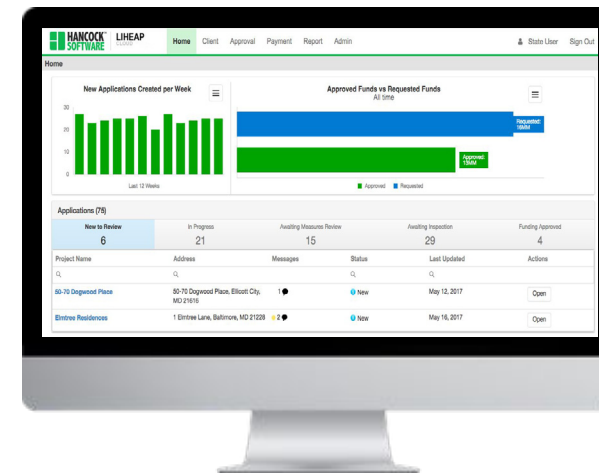 HANCOCK SOFTWARE LIHEAP CLOUD Home Client Approval Payment Report Admin State User Sign Out
Home
New Applications Created per Week
30
20
10
0
Last 12 Weeks
Approved Funds vs Requested Funds
All time
Requested: 16MM
Approved: 13MM
Approved Requested
Applications (75)
New to Review In Progress Awaiting Measures Review Awaiting Inspection Funding Approved
6 21 15 29 4
Project Name Address Messages Status Last Updated Actions
50-70 Dogwood Place 50-70 Dogwood Place, Ellicott City, MD 21616 1 New May 12, 2017 Open
Elmtree Residences 1 Elmtree Lane, Baltimore, MD 21228 2 New May 16, 2017 Open